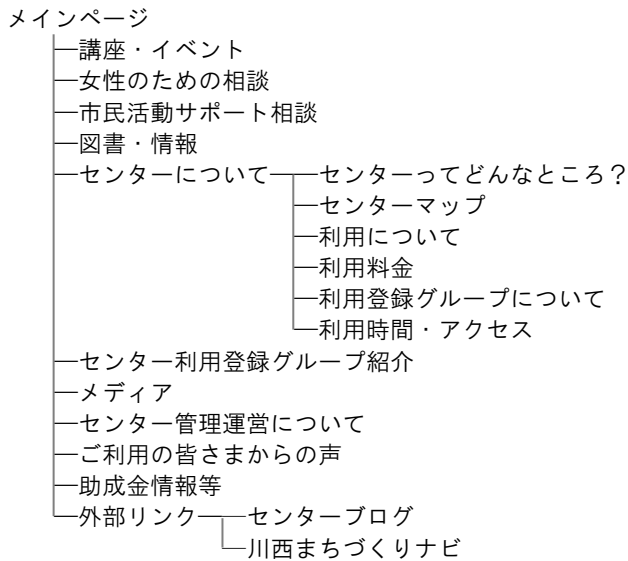 メインページ
講座・イベント
女性のための相談
市民活動サポート相談
図書・情報
センターについて センターってどんなところ？
センターマップ
利用について
利用料金
利用登録グループについて
利用時間・アクセス
センター利用登録グループ紹介
メディア
センター管理運営について
ご利用の皆さまからの声
助成金情報等
外部リンク センターブログ
川西まちづくりナビ